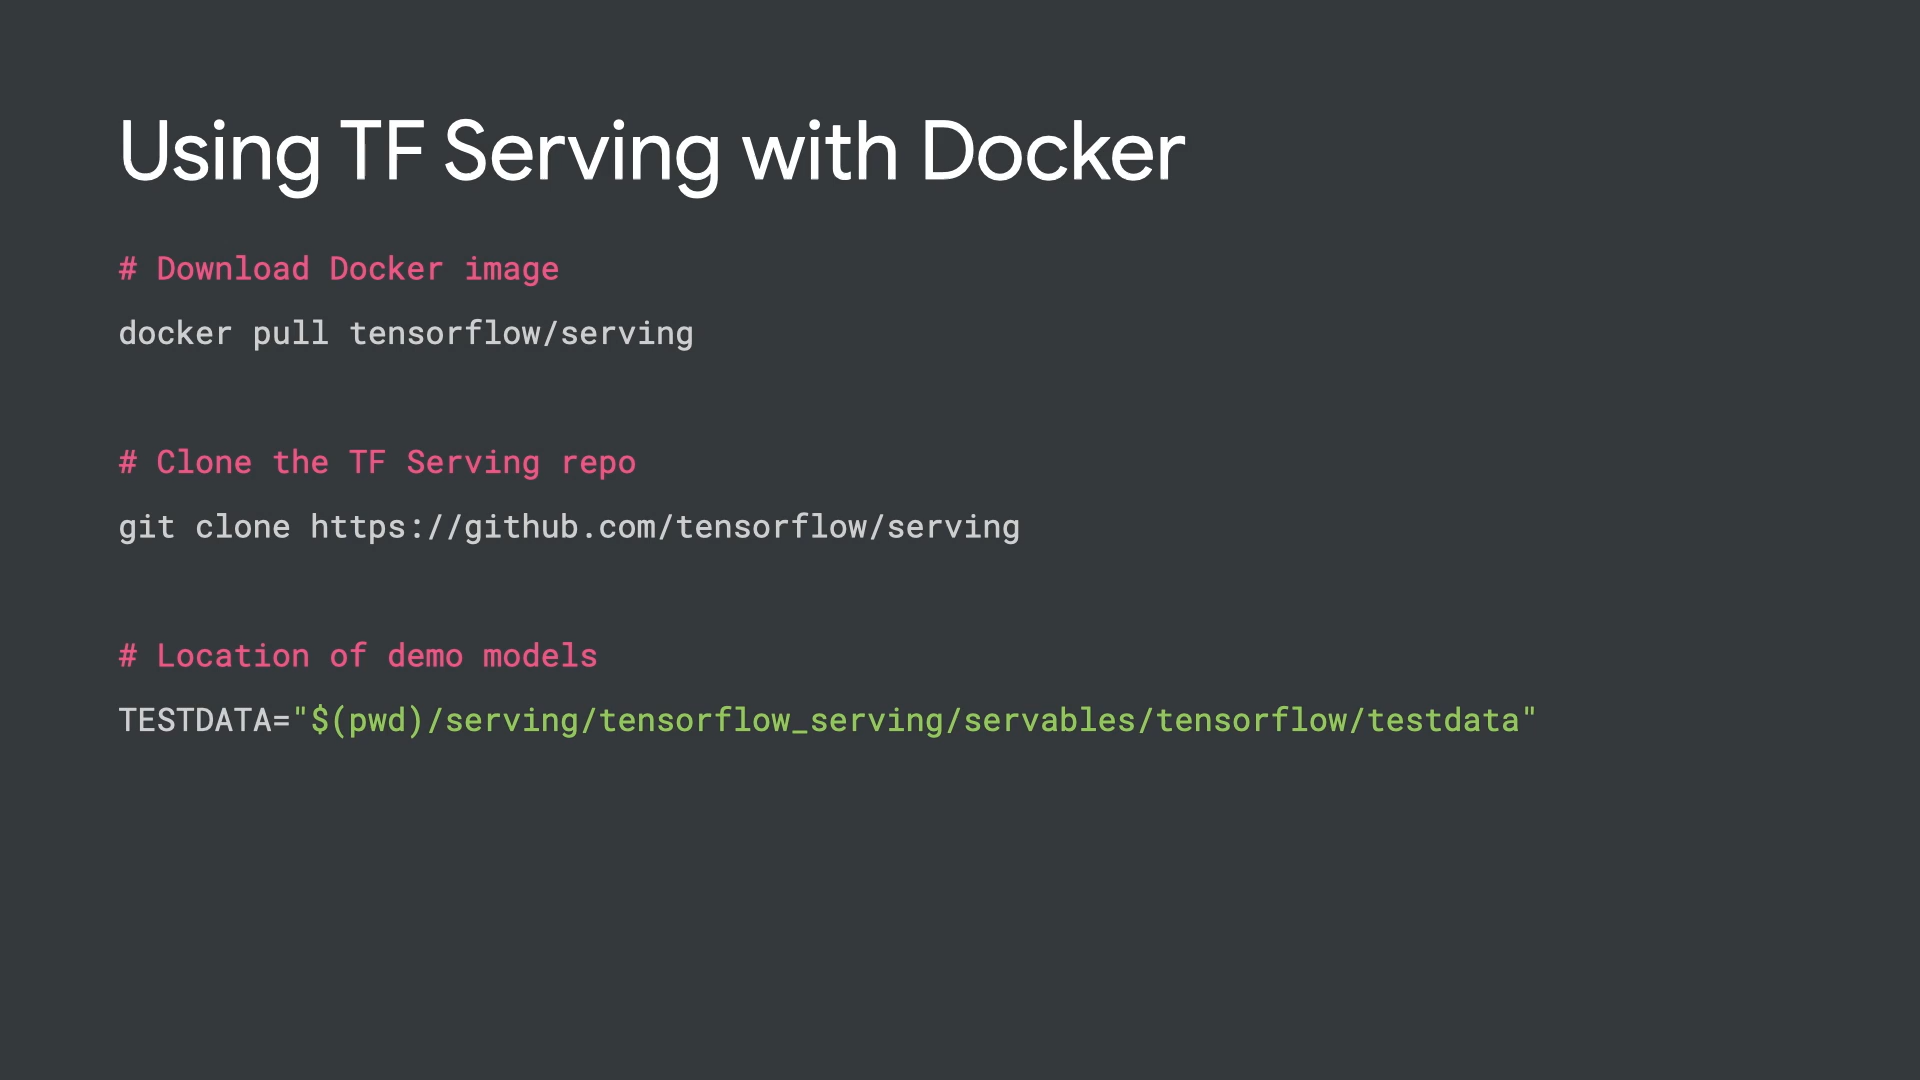 Using TF Serving with Docker
# Download Docker image
docker pull tensorflow/serving
# Clone the TF Serving repo
git clone https://github.com/tensorflow/serving
# Location of demo models
TESTDATA="$(pwd)/serving/tensorflow_serving/servables/tensorflow/testdata"